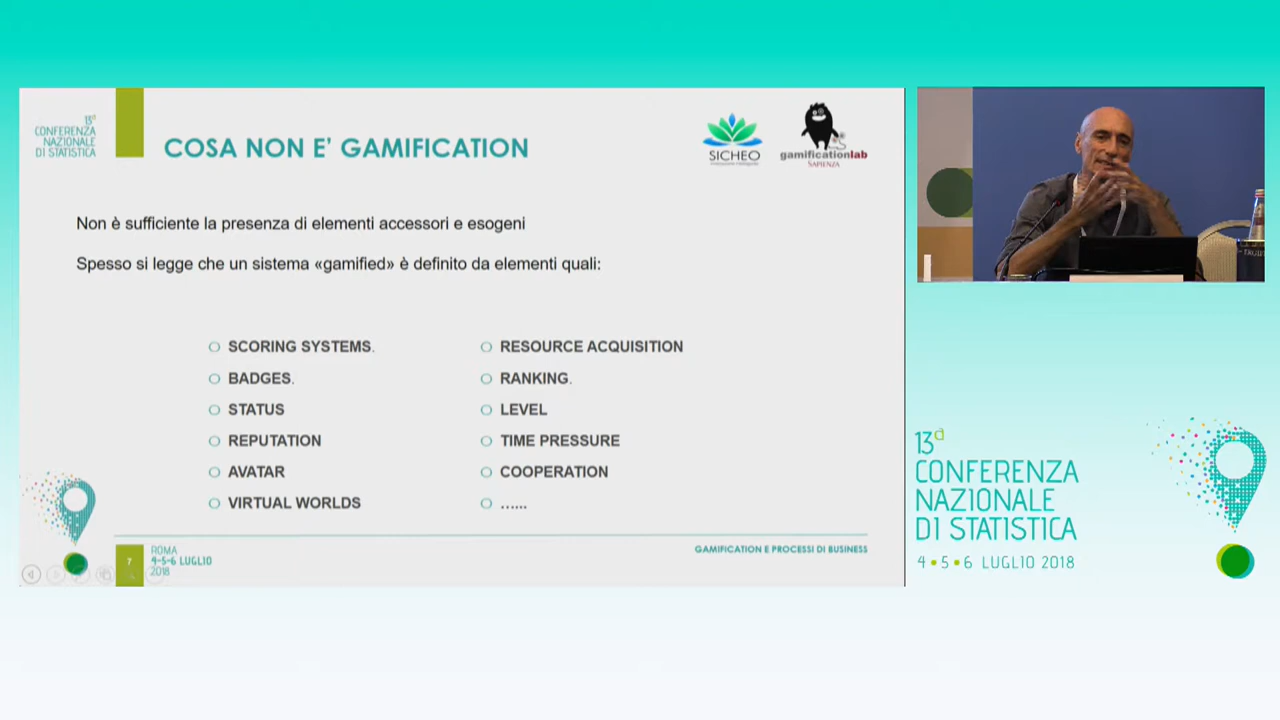 13ª
CONFERENZA
NAZIONALE
DI STATISTICA
COSA NON E' GAMIFICATION
SICHEO
gamificationlab
SAPIENZA
Non è sufficiente la presenza di elementi accessori e esogeni
Spesso si legge che un sistema «gamified» è definito da elementi quali:
SCORING SYSTEMS.
BADGES.
STATUS
REPUTATION
AVATAR
VIRTUAL WORLDS
RESOURCE ACQUISITION
RANKING.
LEVEL
TIME PRESSURE
COOPERATION
......
7
ROMA
4-5-6 LUGLIO
2018
GAMIFICATION E PROCESSI DI BUSINESS
13ª
CONFERENZA
NAZIONALE
DI STATISTICA
4 • 5 • 6 LUGLIO 2018